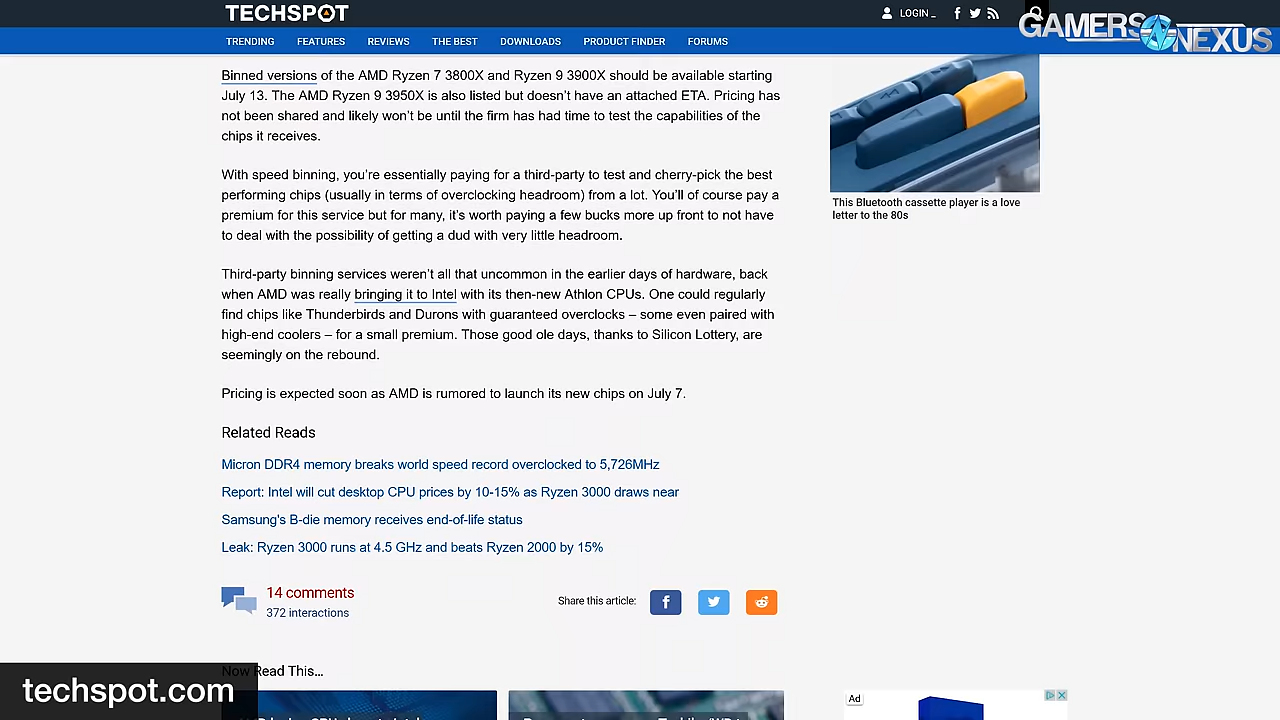 TECHSPOT
LOGIN _
GAMERS NEXUS
TRENDING FEATURES REVIEWS THE BEST DOWNLOADS PRODUCT FINDER FORUMS
Binned versions of the AMD Ryzen 7 3800X and Ryzen 9 3900X should be available starting
July 13. The AMD Ryzen 9 3950X is also listed but doesn't have an attached ETA. Pricing has
not been shared and likely won't be until the firm has had time to test the capabilities of the
chips it receives.
With speed binning, you're essentially paying for a third-party to test and cherry-pick the best
performing chips (usually in terms of overclocking headroom) from a lot. You'll of course pay a
premium for this service but for many, it's worth paying a few bucks more up front to not have
to deal with the possibility of getting a dud with very little headroom.
Third-party binning services weren't all that uncommon in the earlier days of hardware, back
when AMD was really bringing it to Intel with its then-new Athlon CPUs. One could regularly
find chips like Thunderbirds and Durons with guaranteed overclocks – some even paired with
high-end coolers – for a small premium. Those good ole days, thanks to Silicon Lottery, are
seemingly on the rebound.
Pricing is expected soon as AMD is rumored to launch its new chips on July 7.
Related Reads
Micron DDR4 memory breaks world speed record overclocked to 5,726MHz
Report: Intel will cut desktop CPU prices by 10-15% as Ryzen 3000 draws near
Samsung's B-die memory receives end-of-life status
Leak: Ryzen 3000 runs at 4.5 GHz and beats Ryzen 2000 by 15%
14 comments
372 interactions
Share this article:
Now Read This...
This Bluetooth cassette player is a love
letter to the 80s
Ad
techspot.com